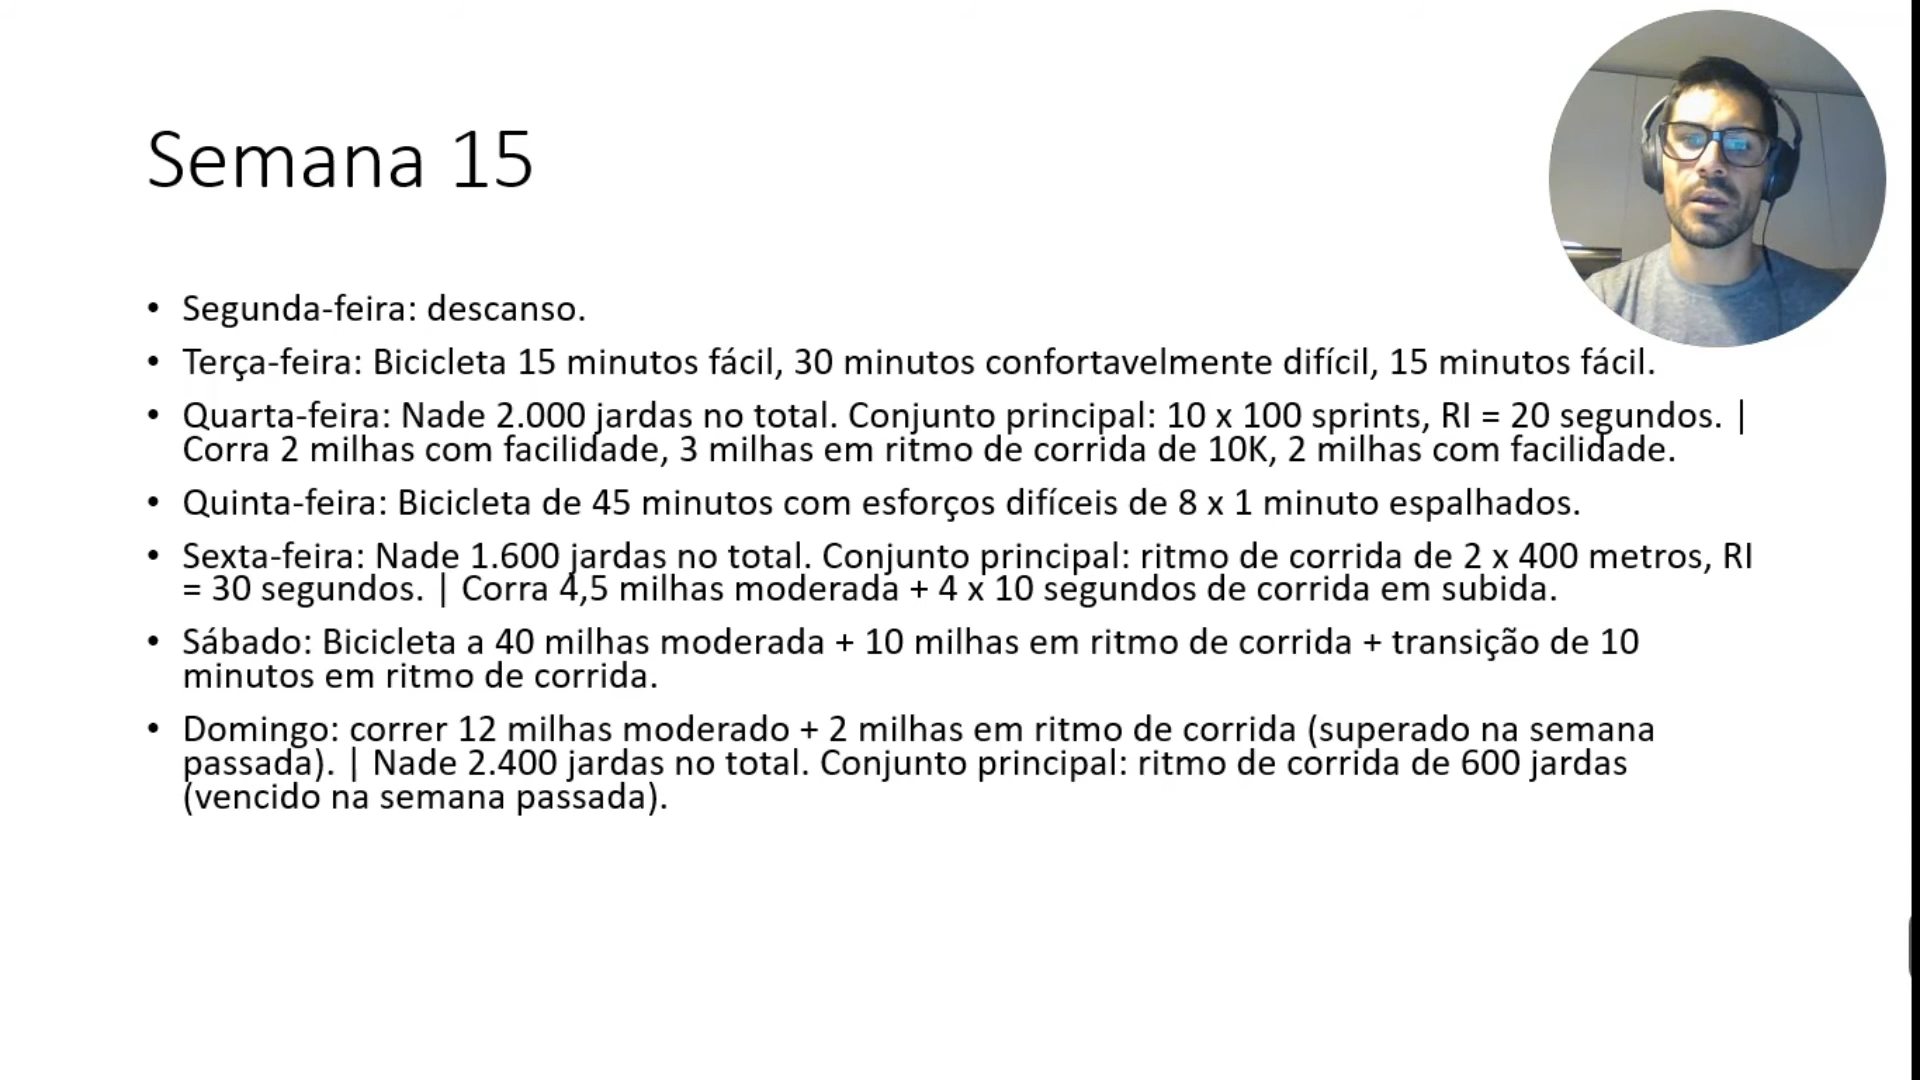 Semana 15
• Segunda-feira: descanso.
• Terça-feira: Bicicleta 15 minutos fácil, 30 minutos confortavelmente difícil, 15 minutos fácil.
• Quarta-feira: Nade 2.000 jardas no total. Conjunto principal: 10 x 100 sprints, RI = 20 segundos. |
Corra 2 milhas com facilidade, 3 milhas em ritmo de corrida de 10K, 2 milhas com facilidade.
• Quinta-feira: Bicicleta de 45 minutos com esforços difíceis de 8 x 1 minuto espalhados.
• Sexta-feira: Nade 1.600 jardas no total. Conjunto principal: ritmo de corrida de 2 x 400 metros, RI
= 30 segundos. | Corra 4,5 milhas moderada + 4 x 10 segundos de corrida em subida.
• Sábado: Bicicleta a 40 milhas moderada + 10 milhas em ritmo de corrida + transição de 10
minutos em ritmo de corrida.
• Domingo: correr 12 milhas moderado + 2 milhas em ritmo de corrida (superado na semana
passada). | Nade 2.400 jardas no total. Conjunto principal: ritmo de corrida de 600 jardas
(vencido na semana passada).